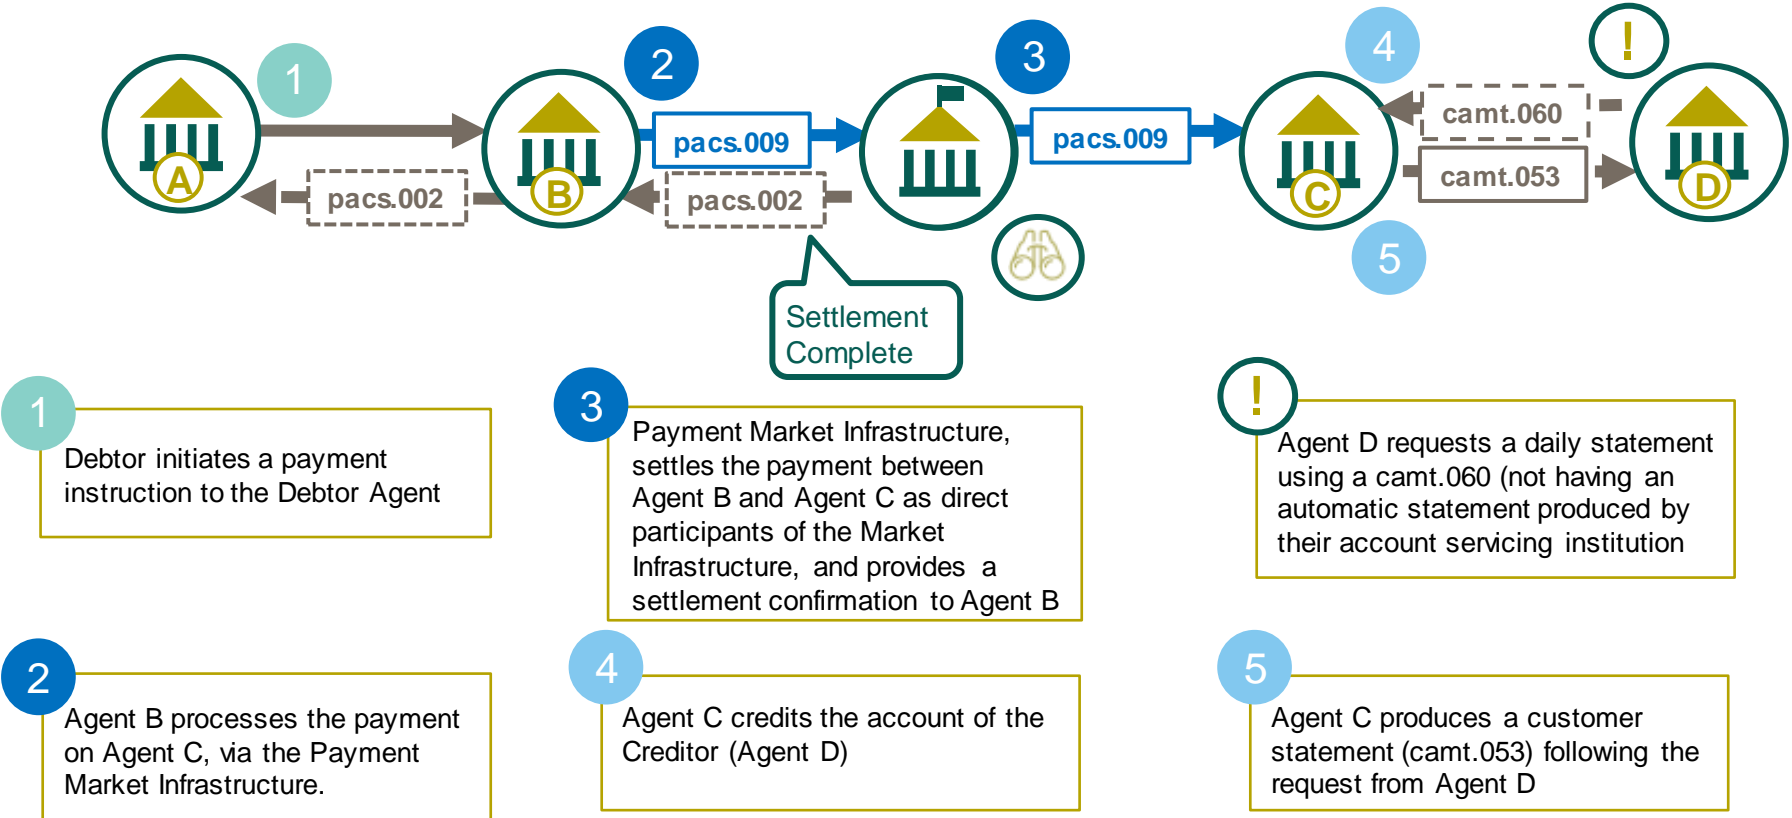 1
2
3
4
!
A
B
C
D
pacs.009
pacs.009
camt.060
pacs.002
pacs.002
camt.053
5
Settlement
Complete
1
Debtor initiates a payment
instruction to the Debtor Agent
3
Payment Market Infrastructure,
settles the payment between
Agent B and Agent C as direct
participants of the Market
Infrastructure, and provides a
settlement confirmation to Agent B
!
Agent D requests a daily statement
using a camt.060 (not having an
automatic statement produced by
their account servicing institution
2
Agent B processes the payment
on Agent C, via the Payment
Market Infrastructure.
4
Agent C credits the account of the
Creditor (Agent D)
5
Agent C produces a customer
statement (camt.053) following the
request from Agent D